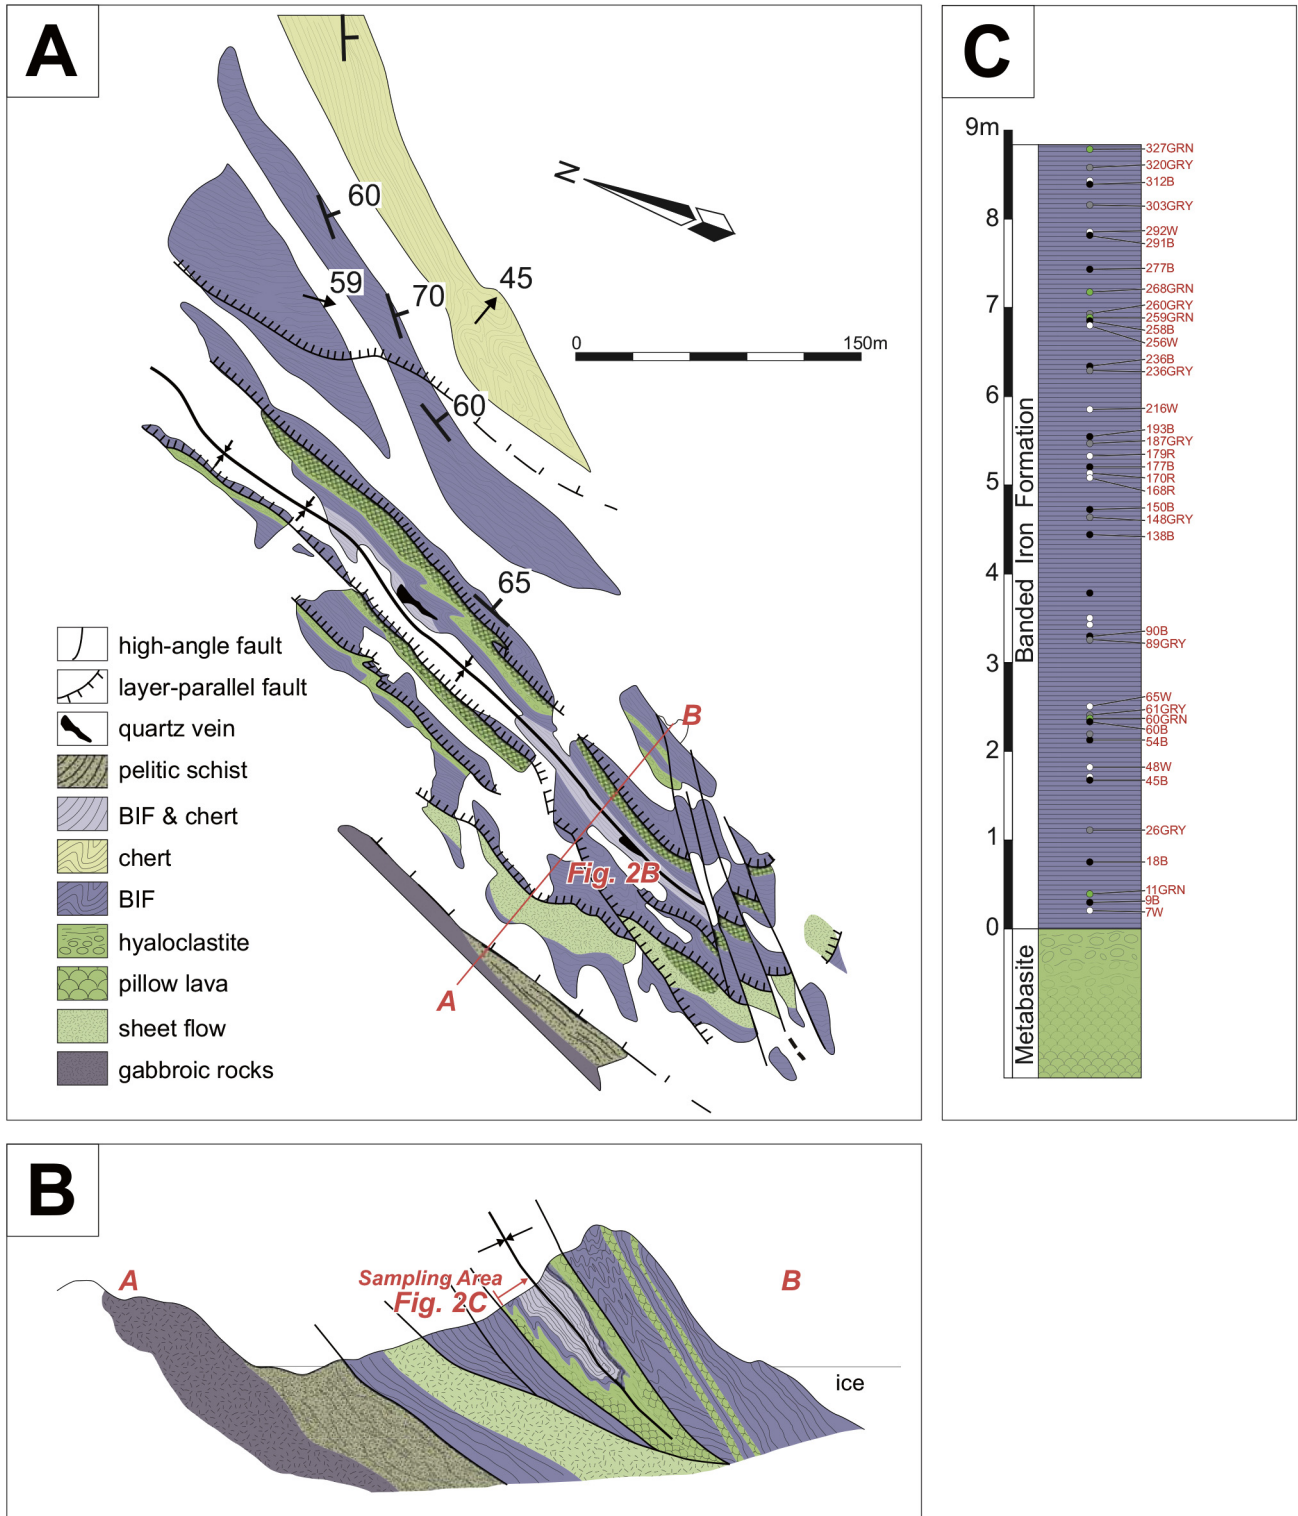 A
N
60
59
45
70
0 150m
60
65
high-angle fault
layer-parallel fault
quartz vein
pelitic schist
BIF & chert
chert
BIF
hyaloclastite
pillow lava
sheet flow
gabbroic rocks
B
Fig. 2B
A
C
9m
8
7
6
5
4
3
2
1
0
Banded Iron Formation
Metabasite
327GRN
320GRY
312B
303GRY
292W
291B
277B
268GRN
260GRY
259GRN
258B
256W
236B
236GRY
216W
193B
187GRY
179R
177B
170R
168R
150B
148GRY
138B
90B
89GRY
65W
61GRY
60GRN
60B
54B
48W
45B
26GRY
18B
11GRN
9B
7W
B
A
Sampling Area
Fig. 2C
B
ice